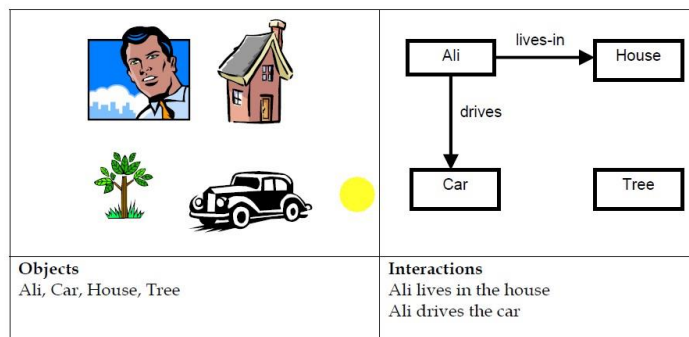 Ali
lives-in
House
drives
Car
Tree
Objects
Ali, Car, House, Tree
Interactions
Ali lives in the house
Ali drives the car